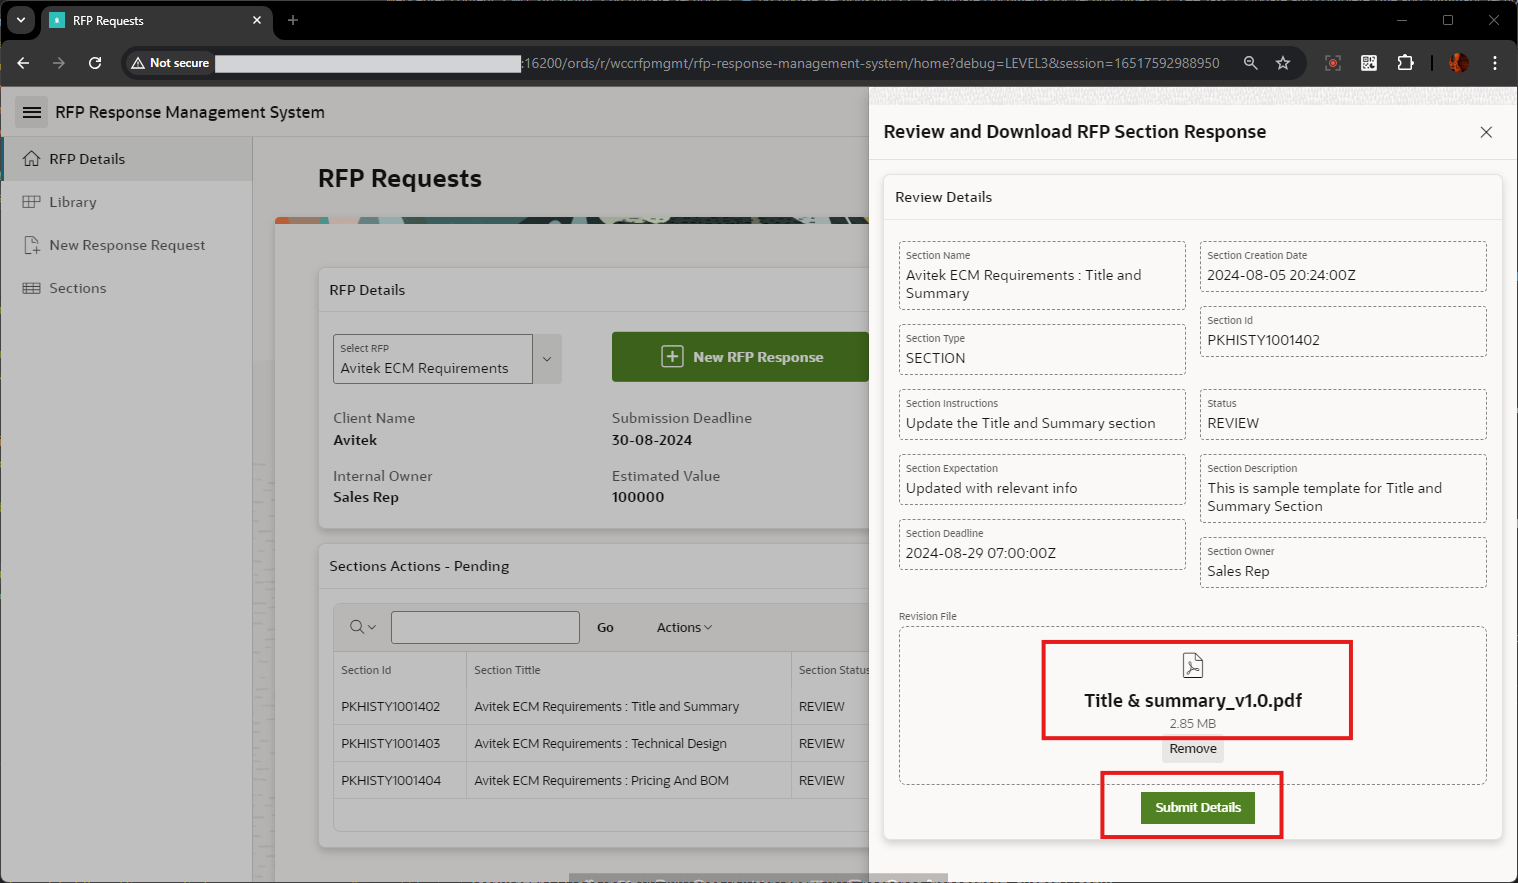 RFP Requests
Not secure
:16200/ords/r/wccrfpmgmt/rfp-response-management-system/home?debug=LEVEL3&session=16517592988950
RFP Response Management System
RFP Details
Library
New Response Request
Sections
RFP Requests
RFP Details
Select RFP
Avitek ECM Requirements
New RFP Response
Client Name
Avitek
Submission Deadline
30-08-2024
Internal Owner
Sales Rep
Estimated Value
100000
Sections Actions - Pending
Go
Actions
Section Id
Section Tittle
Section Status
PKHISTY1001402
Avitek ECM Requirements : Title and Summary
REVIEW
PKHISTY1001403
Avitek ECM Requirements : Technical Design
REVIEW
PKHISTY1001404
Avitek ECM Requirements : Pricing And BOM
REVIEW
Review and Download RFP Section Response
Review Details
Section Name
Avitek ECM Requirements : Title and
Summary
Section Creation Date
2024-08-05 20:24:00Z
Section Type
SECTION
Section Id
PKHISTY1001402
Section Instructions
Update the Title and Summary section
Status
REVIEW
Section Expectation
Updated with relevant info
Section Description
This is sample template for Title and
Summary Section
Section Deadline
2024-08-29 07:00:00Z
Section Owner
Sales Rep
Revision File
Title & summary_v1.0.pdf
2.85 MB
Remove
Submit Details